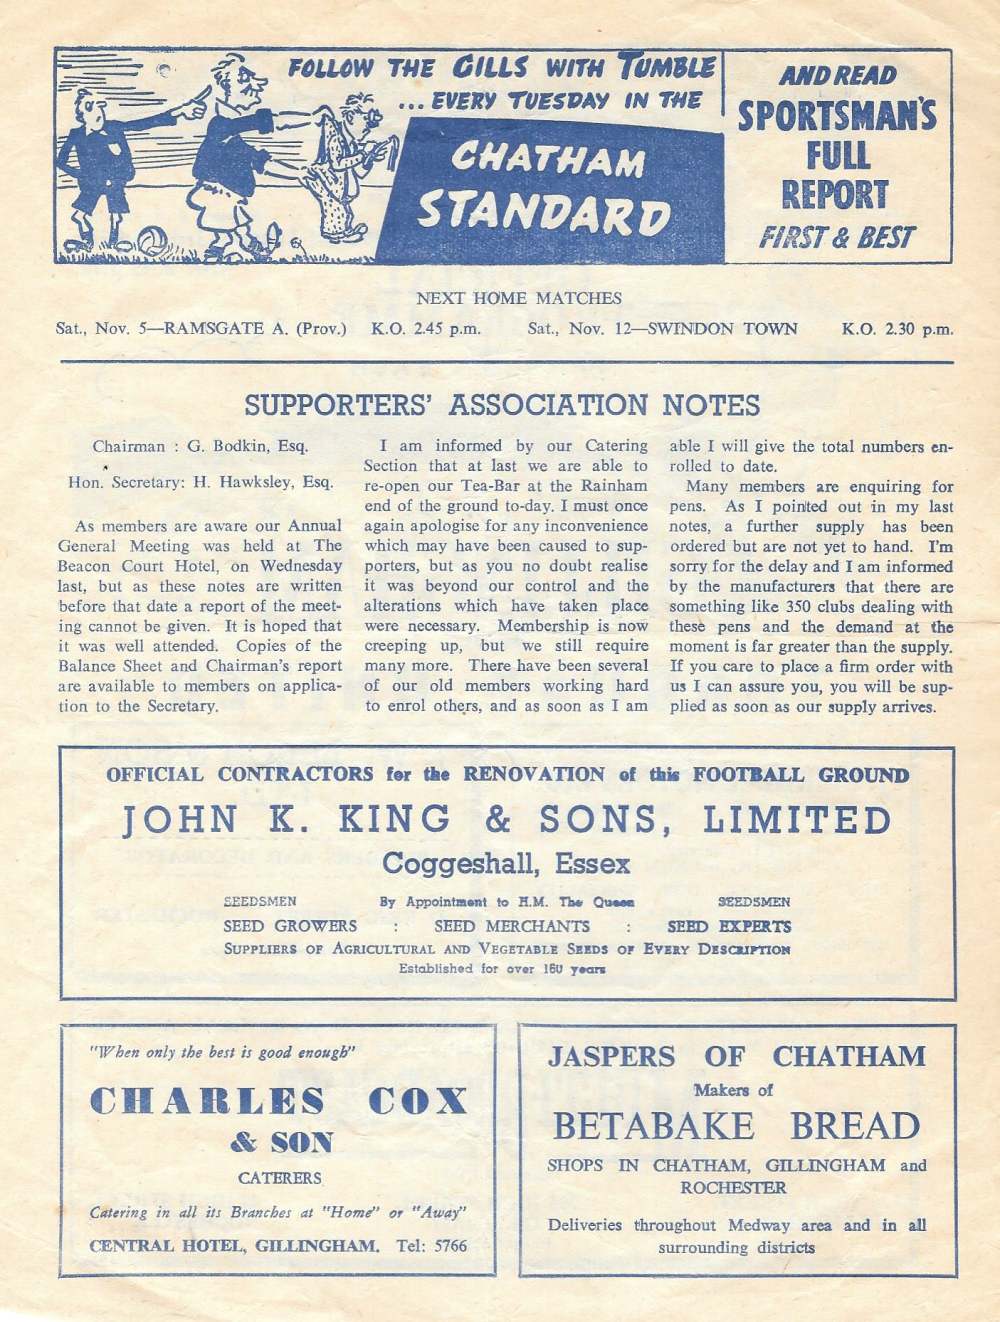 FOLLOW THE GILLS WITH TUMBLE
... EVERY TUESDAY IN THE
CHATHAM
STANDARD
AND READ
SPORTSMAN'S
FULL
REPORT
FIRST & BEST
NEXT HOME MATCHES
Sat., Nov. 5—RAMSGATE A. (Prov.) K.O. 2.45 p.m. Sat., Nov. 12—SWINDON TOWN K.O. 2.30 p.m.
SUPPORTERS' ASSOCIATION NOTES
Chairman : G. Bodkin, Esq.
Hon. Secretary: H. Hawksley, Esq.
As members are aware our Annual
General Meeting was held at The
Beacon Court Hotel, on Wednesday
last, but as these notes are written
before that date a report of the meet-
ing cannot be given. It is hoped that
it was well attended. Copies of the
Balance Sheet and Chairman's report
are available to members on applica-
tion to the Secretary.
I am informed by our Catering
Section that at last we are able to
re-open our Tea-Bar at the Rainham
end of the ground to-day. I must once
again apologise for any inconvenience
which may have been caused to sup-
porters, but as you no doubt realise
it was beyond our control and the
alterations which have taken place
were necessary. Membership is now
creeping up, but we still require
many more. There have been several
of our old members working hard
to enrol others, and as soon as I am
able I will give the total numbers en-
rolled to date.
Many members are enquiring for
pens. As I pointed out in my last
notes, a further supply has been
ordered but are not yet to hand. I'm
sorry for the delay and I am informed
by the manufacturers that there are
something like 350 clubs dealing with
these pens and the demand at the
moment is far greater than the supply.
If you care to place a firm order with
us I can assure you, you will be sup-
plied as soon as our supply arrives.
OFFICIAL CONTRACTORS for the RENOVATION of this FOOTBALL GROUND
JOHN K. KING & SONS, LIMITED
Coggeshall, Essex
SEEDSMEN By Appointment to H.M. The Queen SEEDSMEN
SEED GROWERS : SEED MERCHANTS : SEED EXPERTS
SUPPLIERS OF AGRICULTURAL AND VEGETABLE SEEDS OF EVERY DESCRIPTION
Established for over 160 years
"When only the best is good enough"
CHARLES COX
& SON
CATERERS
Catering in all its Branches at "Home" or "Away"
CENTRAL HOTEL, GILLINGHAM. Tel: 5766
JASPERS OF CHATHAM
Makers of
BETABAKE BREAD
SHOPS IN CHATHAM, GILLINGHAM and
ROCHESTER
Deliveries throughout Medway area and in all
surrounding districts